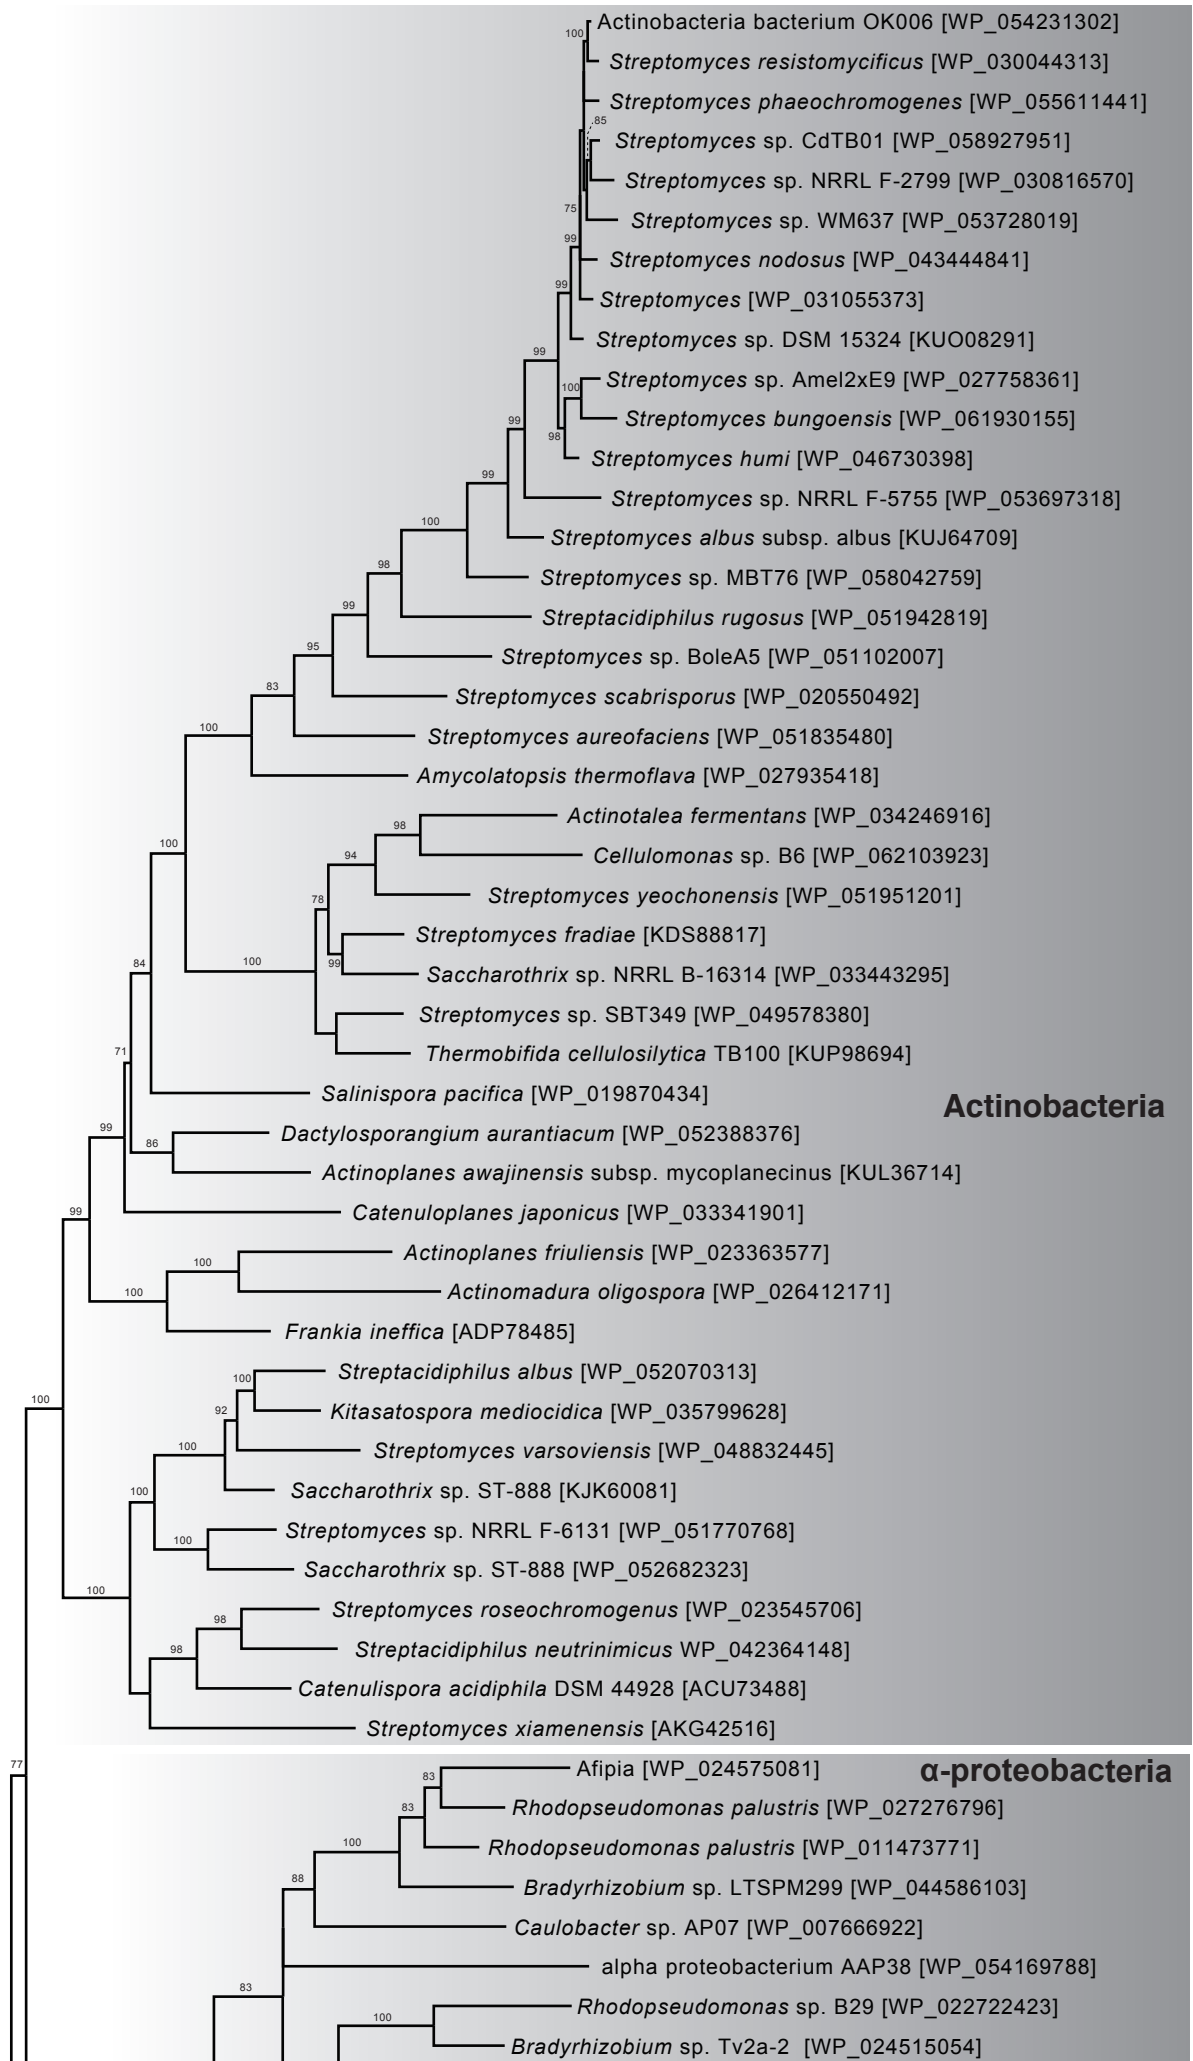 Actinobacteria bacterium OK006 [WP_054231302]
100
Streptomyces resistomycificus [WP_030044313]
Streptomyces phaeochromogenes [WP_055611441]
85
Streptomyces sp. CdTB01 [WP_058927951]
Streptomyces sp. NRRL F-2799 [WP_030816570]
75
Streptomyces sp. WM637 [WP_053728019]
99
Streptomyces nodosus [WP_043444841]
99
Streptomyces [WP_031055373]
Streptomyces sp. DSM 15324 [KUO08291]
99
Streptomyces sp. Amel2xE9 [WP_027758361]
100
Streptomyces bungoensis [WP_061930155]
99
98
Streptomyces humi [WP_046730398]
99
Streptomyces sp. NRRL F-5755 [WP_053697318]
100
Streptomyces albus subsp. albus [KUJ64709]
98
Streptomyces sp. MBT76 [WP_058042759]
99
Streptacidiphilus rugosus [WP_051942819]
95
Streptomyces sp. BoleA5 [WP_051102007]
83
Streptomyces scabrisporus [WP_020550492]
100
Streptomyces aureofaciens [WP_051835480]
Amycolatopsis thermoflava [WP_027935418]
Actinotalea fermentans [WP_034246916]
98
100
94
Cellulomonas sp. B6 [WP_062103923]
78
Streptomyces yeochonensis [WP_051951201]
Streptomyces fradiae [KDS88817]
84
100
99
Saccharothrix sp. NRRL B-16314 [WP_033443295]
Streptomyces sp. SBT349 [WP_049578380]
71
Thermobifida cellulosilytica TB100 [KUP98694]
Salinispora pacifica [WP_019870434]
Actinobacteria
99
Dactylosporangium aurantiacum [WP_052388376]
86
Actinoplanes awajinensis subsp. mycoplanecinus [KUL36714]
99
Catenuloplanes japonicus [WP_033341901]
Actinoplanes friuliensis [WP_023363577]
100
100
Actinomadura oligospora [WP_026412171]
Frankia ineffica [ADP78485]
Streptacidiphilus albus [WP_052070313]
100
100
92
Kitasatospora mediocidica [WP_035799628]
100
Streptomyces varsoviensis [WP_048832445]
100
Saccharothrix sp. ST-888 [KJK60081]
Streptomyces sp. NRRL F-6131 [WP_051770768]
100
Saccharothrix sp. ST-888 [WP_052682323]
100
Streptomyces roseochromogenus [WP_023545706]
98
98
Streptacidiphilus neutrinimicus WP_042364148]
Catenulispora acidiphila DSM 44928 [ACU73488]
Streptomyces xiamenensis [AKG42516]
77
Afipia [WP_024575081]
α-proteobacteria
83
83
Rhodopseudomonas palustris [WP_027276796]
100
Rhodopseudomonas palustris [WP_011473771]
88
Bradyrhizobium sp. LTSPM299 [WP_044586103]
Caulobacter sp. AP07 [WP_007666922]
alpha proteobacterium AAP38 [WP_054169788]
83
Rhodopseudomonas sp. B29 [WP_022722423]
100
Bradyrhizobium sp. Tv2a-2 [WP_024515054]